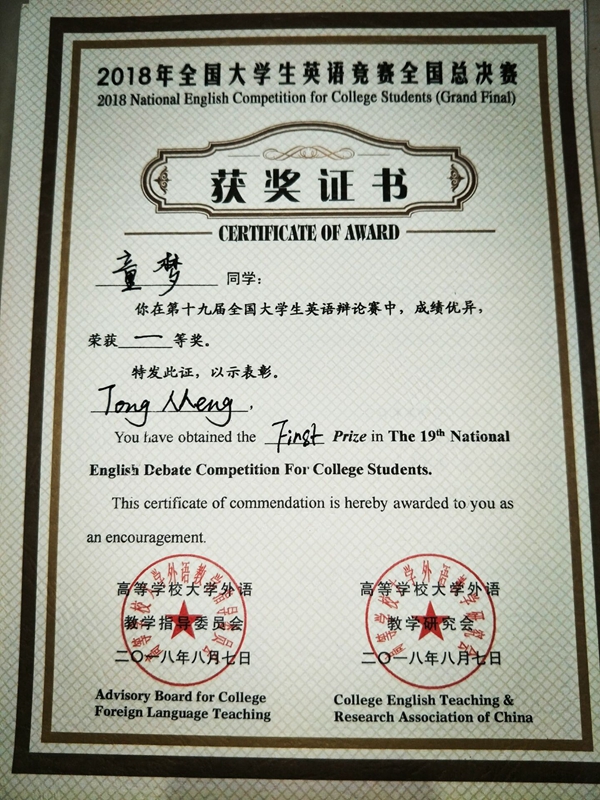 2018年全国大学生英语竞赛全国总决赛
2018 National English Competition for College Students (Grand Final)
获奖证书
CERTIFICATE OF AWARD
童梦 同学：
你在第十九届全国大学生英语辩论赛中，成绩优异，
荣获一等奖。
特发此证，以示表彰。
Tong Meng,
You have obtained the First Prize in The 19th National
English Debate Competition For College Students.
This certificate of commendation is hereby awarded to you as
an encouragement.
高等学校大学外语
教学指导委员会
二〇一八年八月七日
Advisory Board for College
Foreign Language Teaching
高等学校大学外语
教学研究会
二〇一八年八月七日
College English Teaching &
Research Association of China